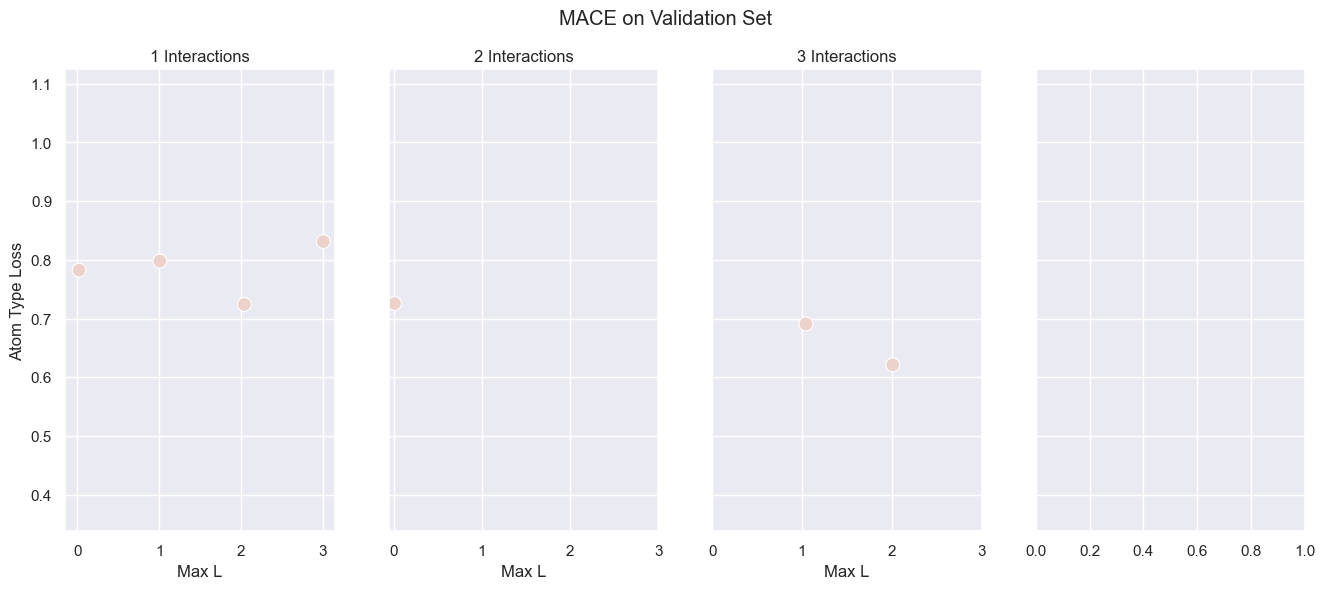 MACE on Validation Set
1 Interactions
2 Interactions
3 Interactions
1.1
1.0
0.9
0.8
0.7
0.6
0.5
0.4
Atom Type Loss
0 1 2 3
0 1 2 3
0 1 2 3
0.0 0.2 0.4 0.6 0.8 1.0
Max L
Max L
Max L